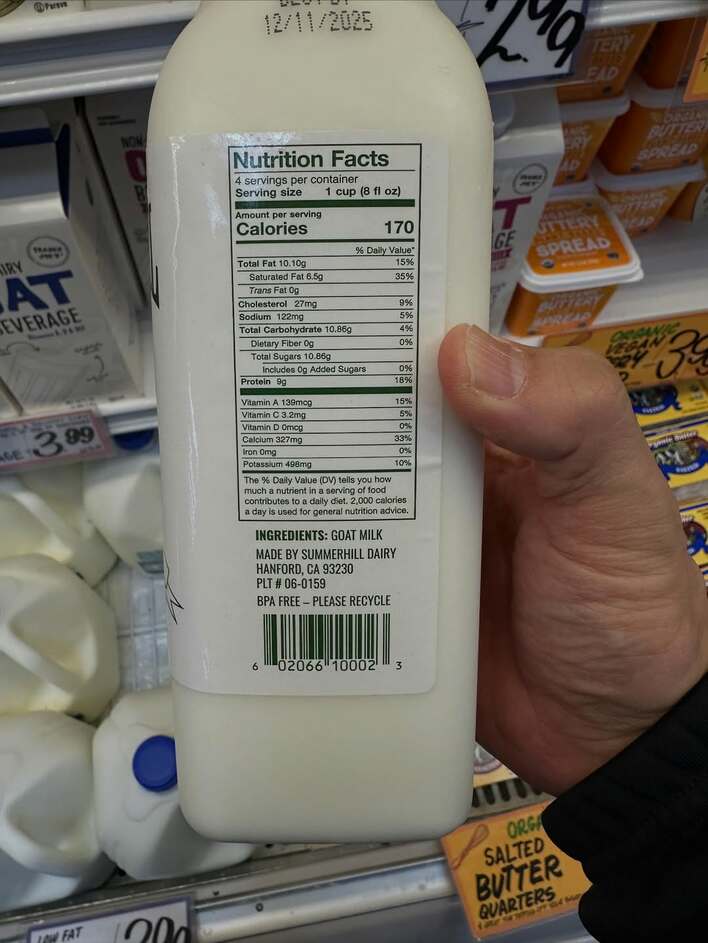 12/11/2025
Nutrition Facts
4 servings per container
Serving size 1 cup (8 fl oz)
Amount per serving
Calories 170
% Daily Value*
Total Fat 10.10g 15%
Saturated Fat 6.5g 35%
Trans Fat 0g
Cholesterol 27mg 9%
Sodium 122mg 5%
Total Carbohydrate 10.86g 4%
Dietary Fiber 0g 0%
Total Sugars 10.86g
Includes 0g Added Sugars 0%
Protein 9g 18%
Vitamin A 139mcg 15%
Vitamin C 3.2mg 5%
Vitamin D 0mcg 0%
Calcium 327mg 33%
Iron 0mg 0%
Potassium 498mg 10%
The % Daily Value (DV) tells you how
much a nutrient in a serving of food
contributes to a daily diet. 2,000 calories
a day is used for general nutrition advice.
INGREDIENTS: GOAT MILK
MADE BY SUMMERHILL DAIRY
HANFORD, CA 93230
PLT # 06-0159
BPA FREE – PLEASE RECYCLE
6 02066 10002 3
EVERAGE
3.99
LOW FAT
2.99
BUTTERY
SPREAD
ORGANIC
VEGAN
SALTED
BUTTER
QUARTERS